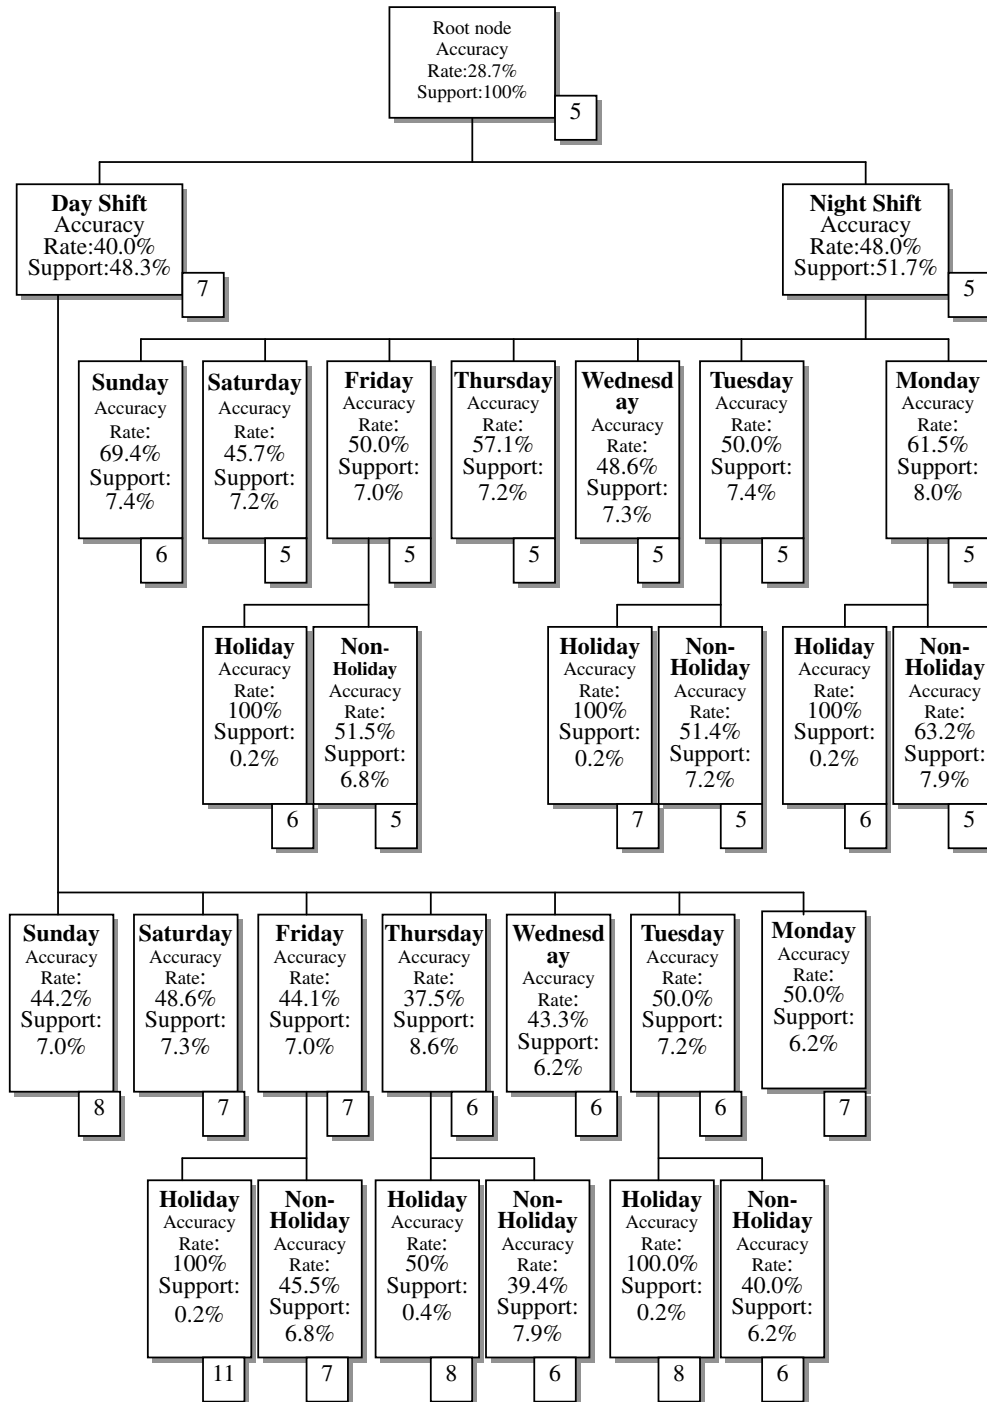 Root node
Accuracy
Rate:28.7%
Support:100%
5
Day Shift
Accuracy
Rate:40.0%
Support:48.3%
7
Night Shift
Accuracy
Rate:48.0%
Support:51.7%
5
Sunday
Accuracy
Rate:
69.4%
Support:
7.4%
6
Saturday
Accuracy
Rate:
45.7%
Support:
7.2%
5
Friday
Accuracy
Rate:
50.0%
Support:
7.0%
5
Thursday
Accuracy
Rate:
57.1%
Support:
7.2%
5
Wednesd
ay
Accuracy
Rate:
48.6%
Support:
7.3%
5
Tuesday
Accuracy
Rate:
50.0%
Support:
7.4%
5
Monday
Accuracy
Rate:
61.5%
Support:
8.0%
5
Holiday
Accuracy
Rate:
100%
Support:
0.2%
6
Non-
Holiday
Accuracy
Rate:
51.5%
Support:
6.8%
5
Holiday
Accuracy
Rate:
100%
Support:
0.2%
7
Non-
Holiday
Accuracy
Rate:
51.4%
Support:
7.2%
5
Holiday
Accuracy
Rate:
100%
Support:
0.2%
6
Non-
Holiday
Accuracy
Rate:
63.2%
Support:
7.9%
5
Sunday
Accuracy
Rate:
44.2%
Support:
7.0%
8
Saturday
Accuracy
Rate:
48.6%
Support:
7.3%
7
Friday
Accuracy
Rate:
44.1%
Support:
7.0%
7
Thursday
Accuracy
Rate:
37.5%
Support:
8.6%
6
Wednesd
ay
Accuracy
Rate:
43.3%
Support:
6.2%
6
Tuesday
Accuracy
Rate:
50.0%
Support:
7.2%
6
Monday
Accuracy
Rate:
50.0%
Support:
6.2%
7
Holiday
Accuracy
Rate:
100%
Support:
0.2%
11
Non-
Holiday
Accuracy
Rate:
45.5%
Support:
6.8%
7
Holiday
Accuracy
Rate:
50%
Support:
0.4%
8
Non-
Holiday
Accuracy
Rate:
39.4%
Support:
7.9%
6
Holiday
Accuracy
Rate:
100.0%
Support:
0.2%
8
Non-
Holiday
Accuracy
Rate:
40.0%
Support:
6.2%
6